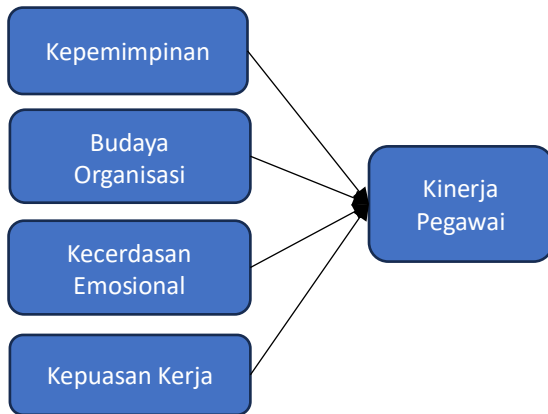 Kepemimpinan
Budaya
Organisasi
Kecerdasan
Emosional
Kepuasan Kerja
Kinerja
Pegawai